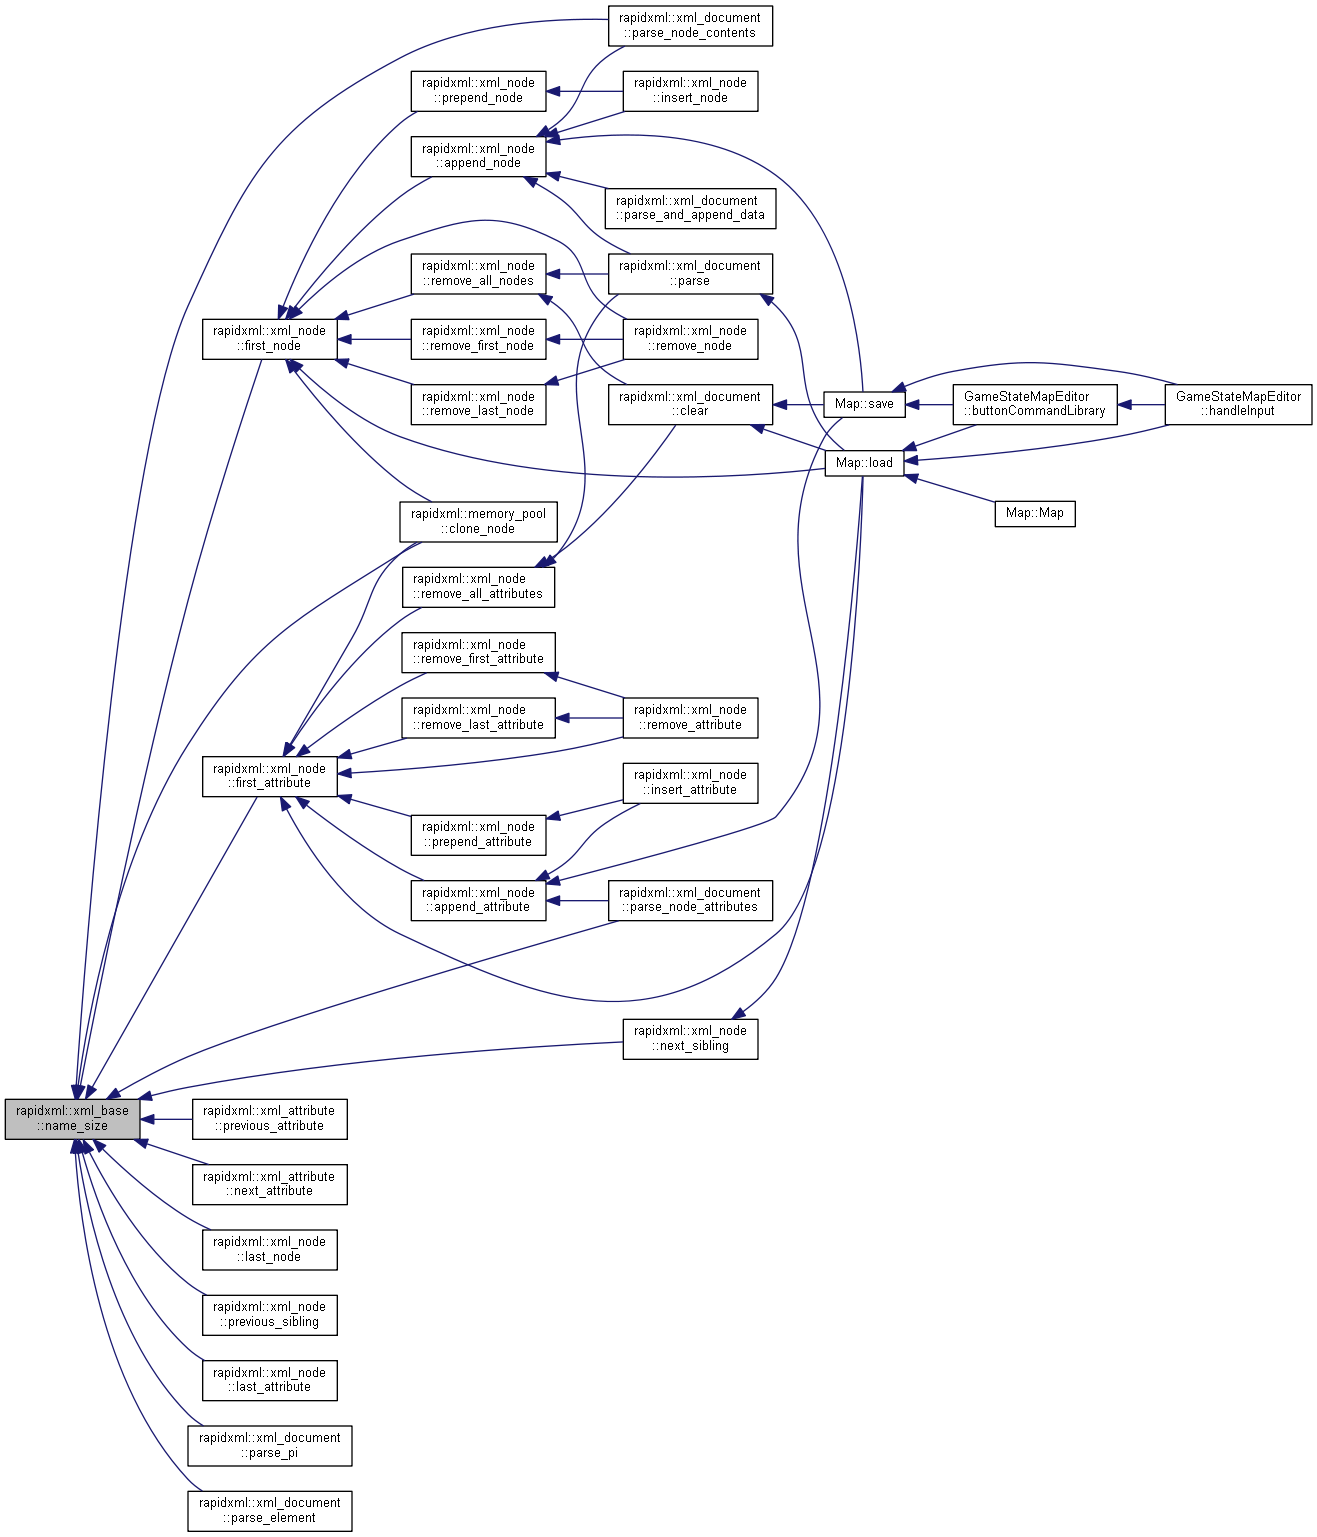 rapidxml::xml_document
::parse_node_contents
rapidxml::xml_node
::prepend_node
rapidxml::xml_node
::insert_node
rapidxml::xml_node
::append_node
rapidxml::xml_document
::parse_and_append_data
rapidxml::xml_node
::remove_all_nodes
rapidxml::xml_document
::parse
rapidxml::xml_node
::first_node
rapidxml::xml_node
::remove_first_node
rapidxml::xml_node
::remove_node
rapidxml::xml_node
::remove_last_node
rapidxml::xml_document
::clear
Map::save
GameStateMapEditor
::buttonCommandLibrary
GameStateMapEditor
::handleInput
Map::load
Map::Map
rapidxml::memory_pool
::clone_node
rapidxml::xml_node
::remove_all_attributes
rapidxml::xml_node
::remove_first_attribute
rapidxml::xml_node
::remove_last_attribute
rapidxml::xml_node
::remove_attribute
rapidxml::xml_node
::first_attribute
rapidxml::xml_node
::insert_attribute
rapidxml::xml_node
::prepend_attribute
rapidxml::xml_node
::append_attribute
rapidxml::xml_document
::parse_node_attributes
rapidxml::xml_node
::next_sibling
rapidxml::xml_base
::name_size
rapidxml::xml_attribute
::previous_attribute
rapidxml::xml_attribute
::next_attribute
rapidxml::xml_node
::last_node
rapidxml::xml_node
::previous_sibling
rapidxml::xml_node
::last_attribute
rapidxml::xml_document
::parse_pi
rapidxml::xml_document
::parse_element